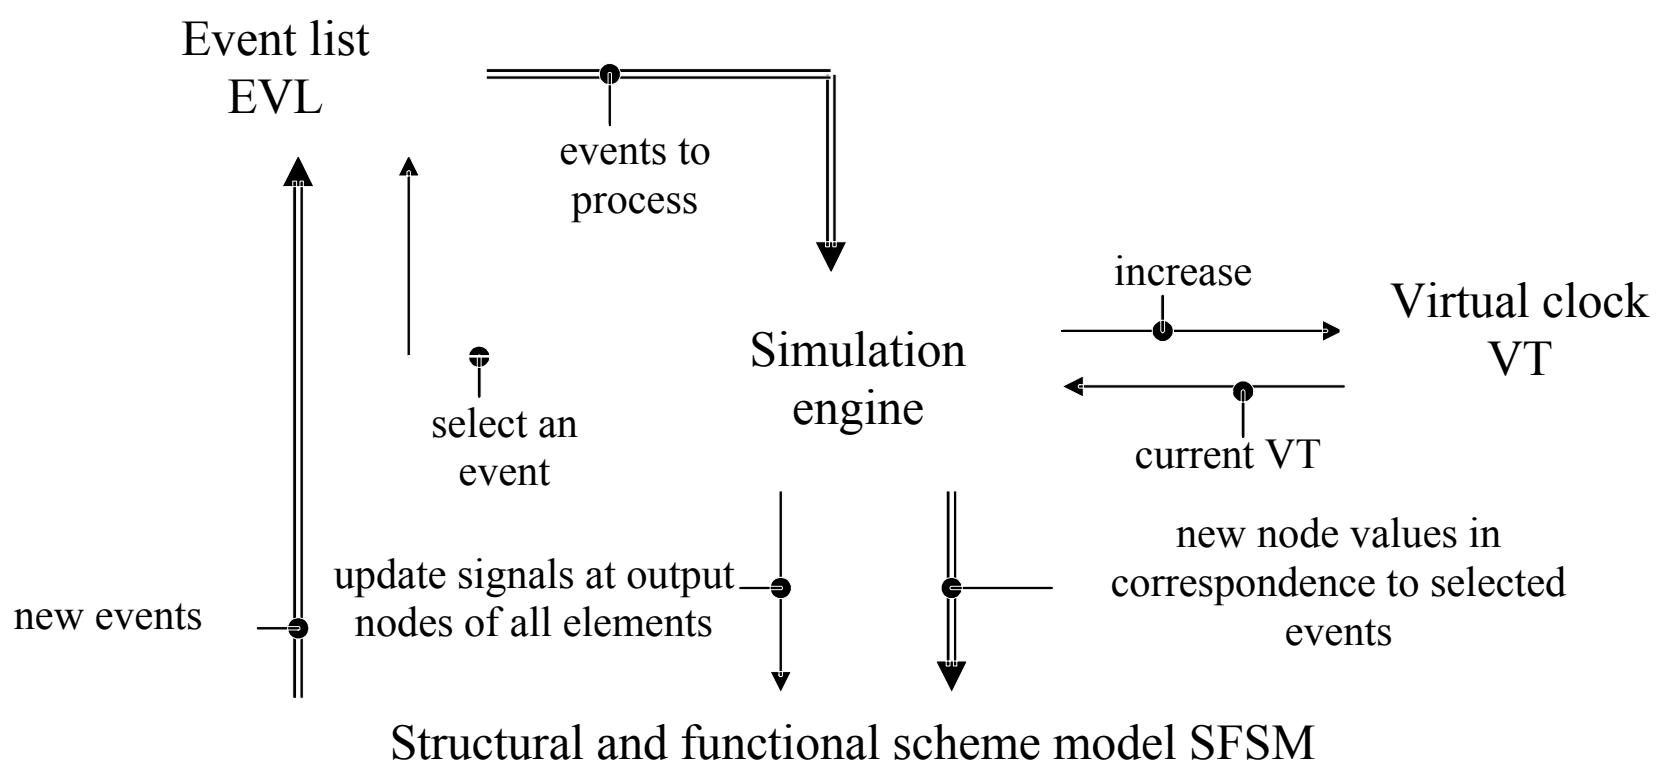 Event list
EVL
events to
process
increase
Virtual clock
VT
Simulation
engine
select an
event
current VT
new node values in
correspondence to selected
events
update signals at output
nodes of all elements
new events
Structural and functional scheme model SFSM